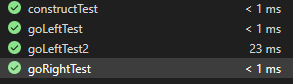 constructTest < 1 ms
goLeftTest < 1 ms
goLeftTest2 23 ms
goRightTest < 1 ms